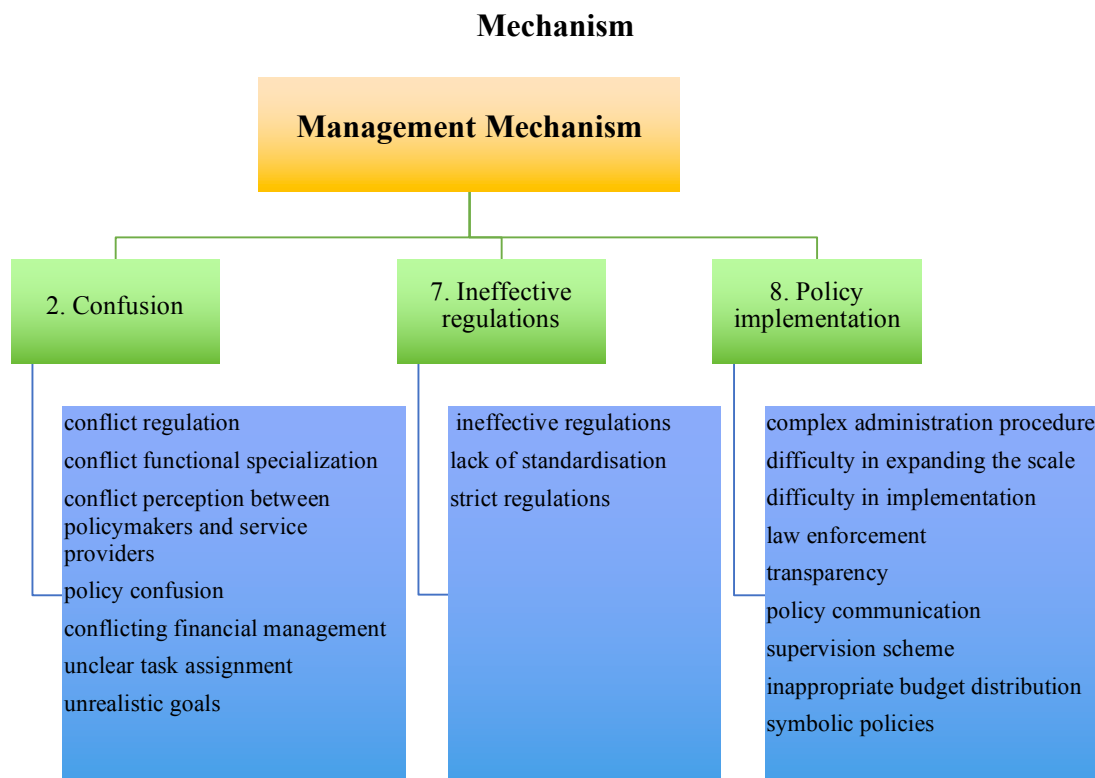 Mechanism
Management Mechanism
2. Confusion
7. Ineffective
regulations
8. Policy
implementation
conflict regulation
conflict functional specialization
conflict perception between
policymakers and service
providers
policy confusion
conflicting financial management
unclear task assignment
unrealistic goals
ineffective regulations
lack of standardisation
strict regulations
complex administration procedure
difficulty in expanding the scale
difficulty in implementation
law enforcement
transparency
policy communication
supervision scheme
inappropriate budget distribution
symbolic policies